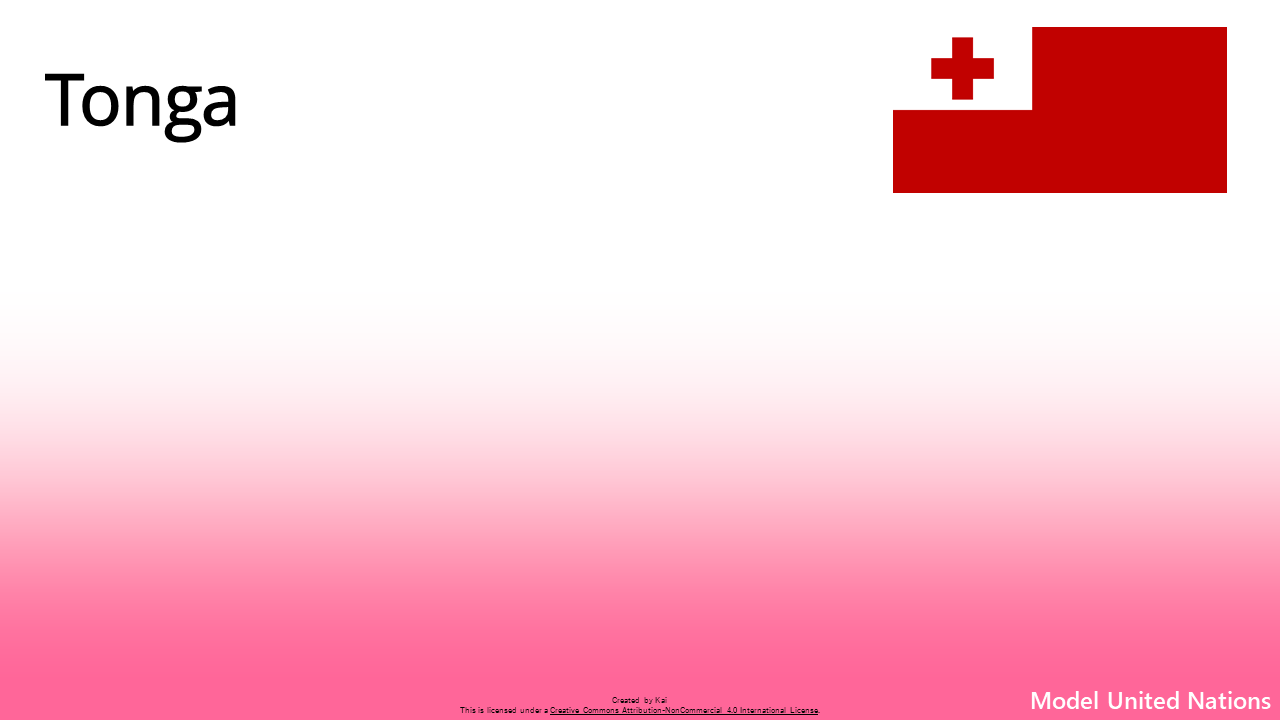 Tonga
Created by Kai
This is licensed under a Creative Commons Attribution-NonCommercial 4.0 International License.
Model United Nations